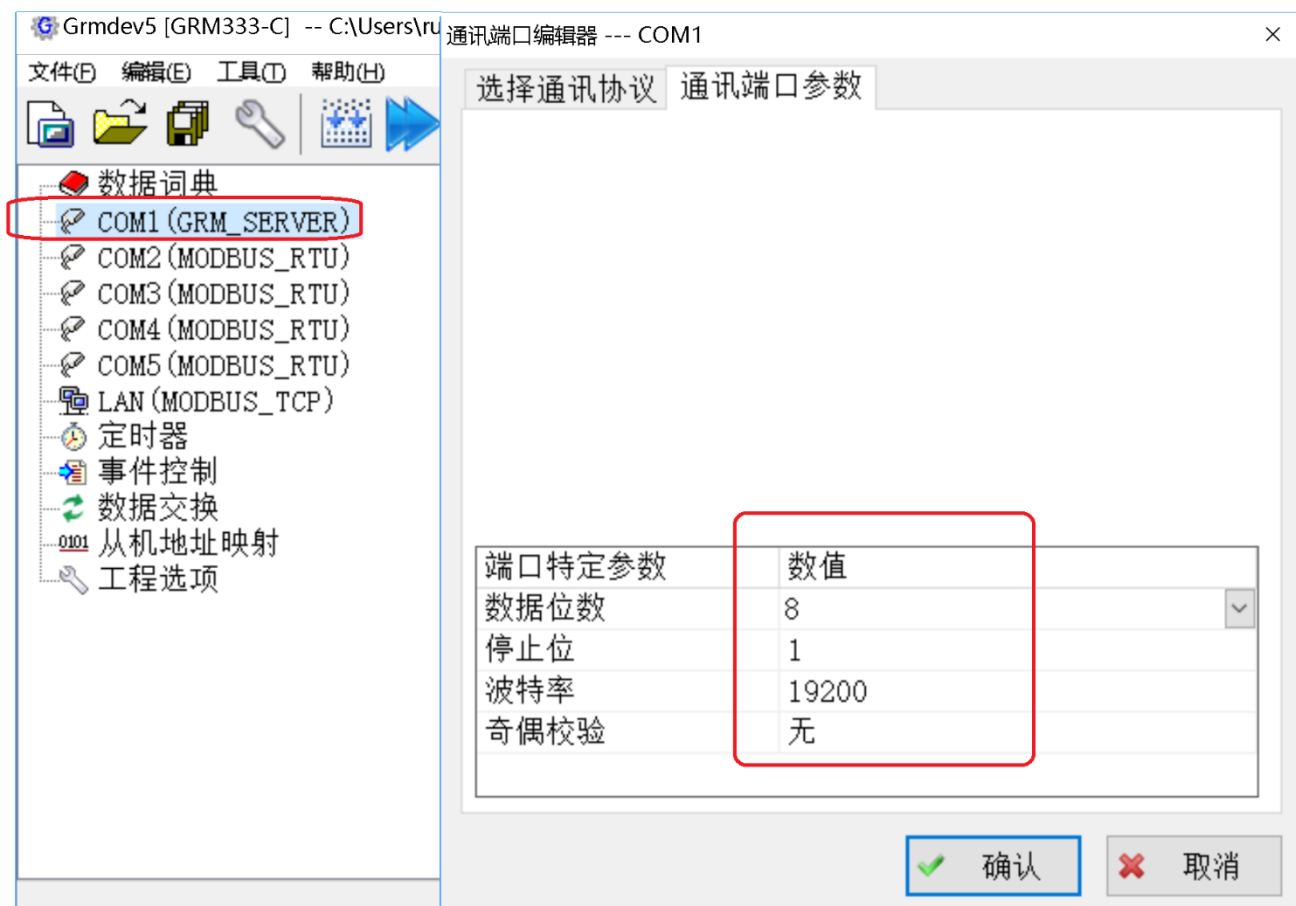 Grmdev5 [GRM333-C] -- C:\Users\ru
文件(F) 编辑(E) 工具(T) 帮助(H)
数据词典
COM1(GRM_SERVER)
COM2(MODBUS_RTU)
COM3(MODBUS_RTU)
COM4(MODBUS_RTU)
COM5(MODBUS_RTU)
LAN(MODBUS_TCP)
定时器
事件控制
数据交换
0101 从机地址映射
工程选项
通讯端口编辑器 --- COM1
选择通讯协议 通讯端口参数
端口特定参数 数值
数据位数 8
停止位 1
波特率 19200
奇偶校验 无
确认 取消